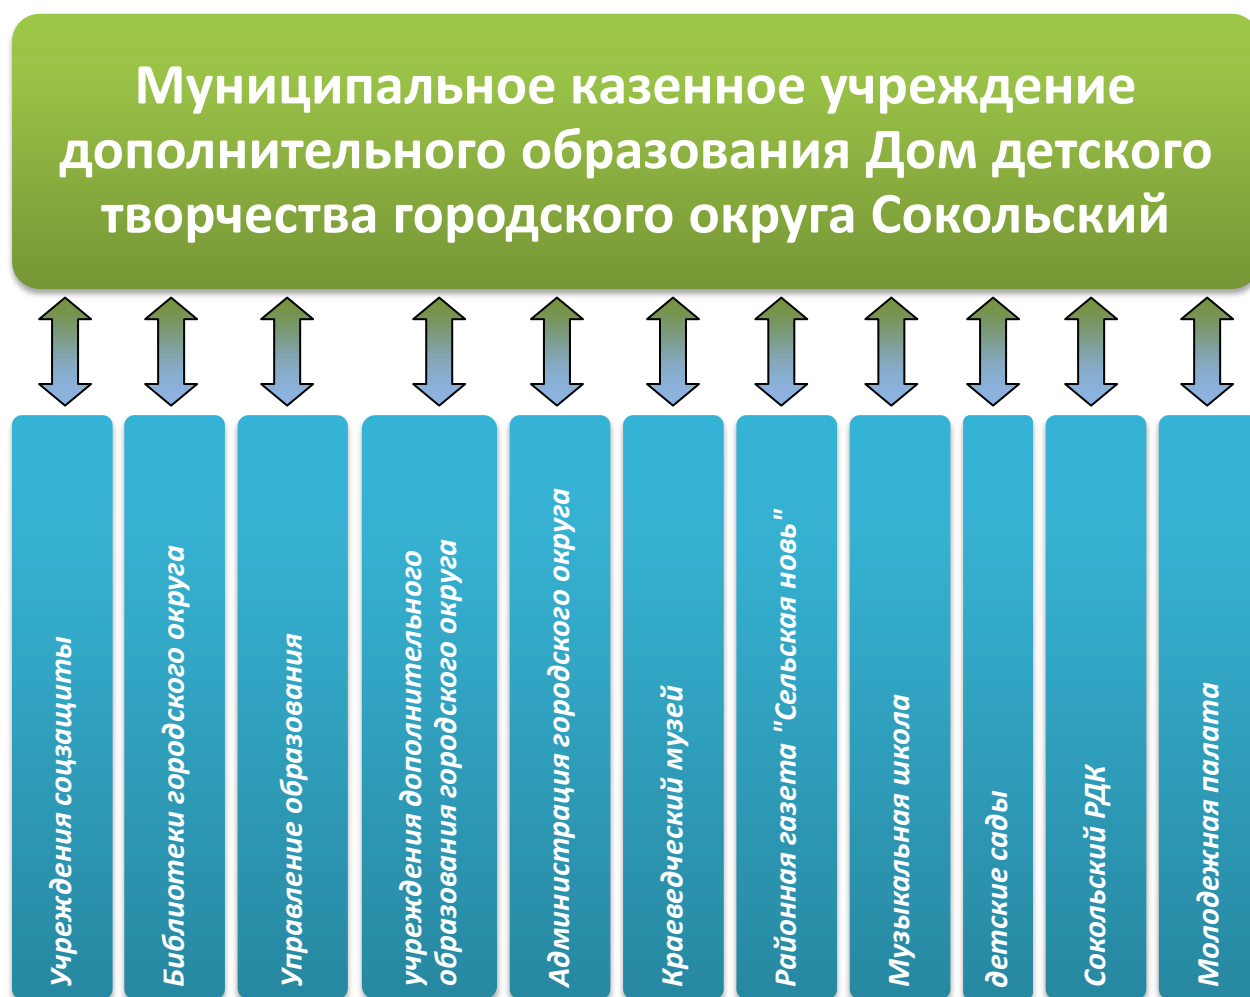 Муниципальное казенное учреждение
дополнительного образования Дом детского
творчества городского округа Сокольский
Учреждения соцзащиты
Библиотеки городского округа
Управление образования
учреждения дополнительного
образования городского округа
Администрация городского округа
Краеведческий музей
Районная газета "Сельская новь"
Музыкальная школа
детские сады
Сокольский РДК
Молодежная палата